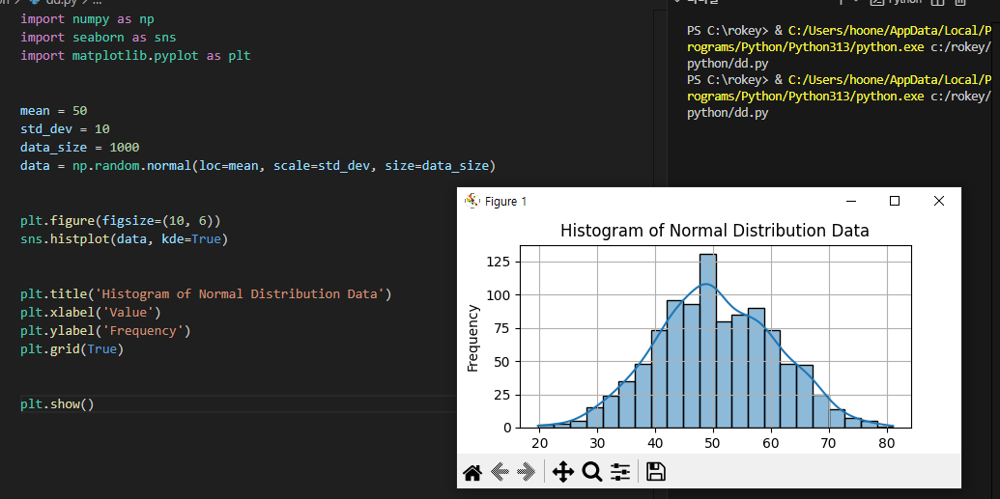 dd.py > ...
import numpy as np
import seaborn as sns
import matplotlib.pyplot as plt
mean = 50
std_dev = 10
data_size = 1000
data = np.random.normal(loc=mean, scale=std_dev, size=data_size)
plt.figure(figsize=(10, 6))
sns.histplot(data, kde=True)
plt.title('Histogram of Normal Distribution Data')
plt.xlabel('Value')
plt.ylabel('Frequency')
plt.grid(True)
plt.show()
Python
PS C:\rokey> & C:/Users/hoone/AppData/Local/P
rograms/Python/Python313/python.exe c:/rokey/
python/dd.py
PS C:\rokey> & C:/Users/hoone/AppData/Local/P
rograms/Python/Python313/python.exe c:/rokey/
python/dd.py
Figure 1
Histogram of Normal Distribution Data
Frequency
125
100
75
50
25
0
20 30 40 50 60 70 80